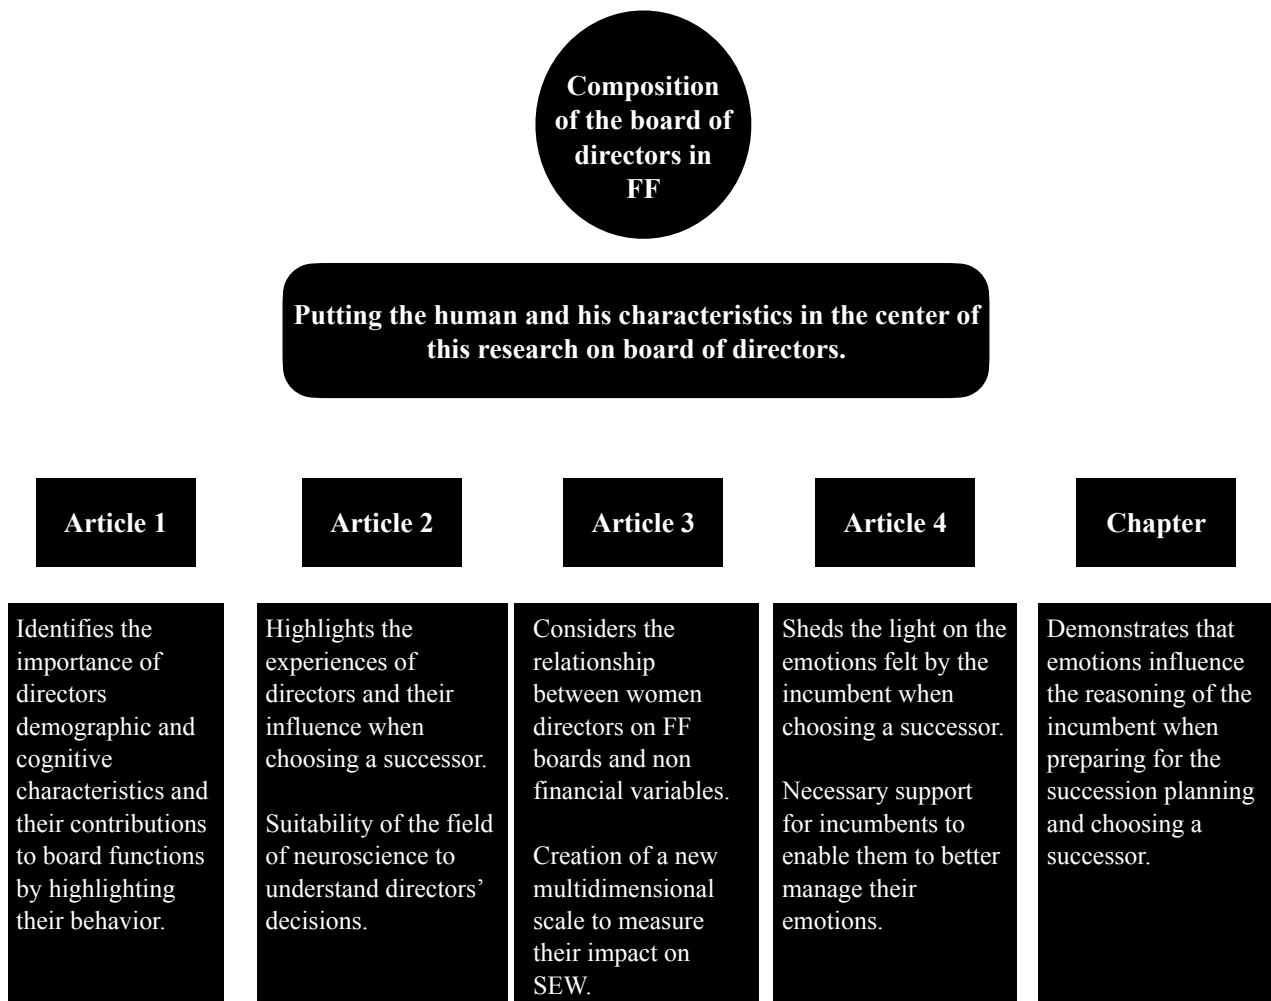 Composition
of the board of
directors in
FF
Putting the human and his characteristics in the center of
this research on board of directors.
Article 1
Article 2
Article 3
Article 4
Chapter
Identifies the
importance of
directors
demographic and
cognitive
characteristics and
their contributions
to board functions
by highlighting
their behavior.
Highlights the
experiences of
directors and their
influence when
choosing a successor.
Suitability of the field
of neuroscience to
understand directors’
decisions.
Considers the
relationship
between women
directors on FF
boards and non
financial variables.
Creation of a new
multidimensional
scale to measure
their impact on
SEW.
Sheds the light on the
emotions felt by the
incumbent when
choosing a successor.
Necessary support
for incumbents to
enable them to better
manage their
emotions.
Demonstrates that
emotions influence
the reasoning of the
incumbent when
preparing for the
succession planning
and choosing a
successor.